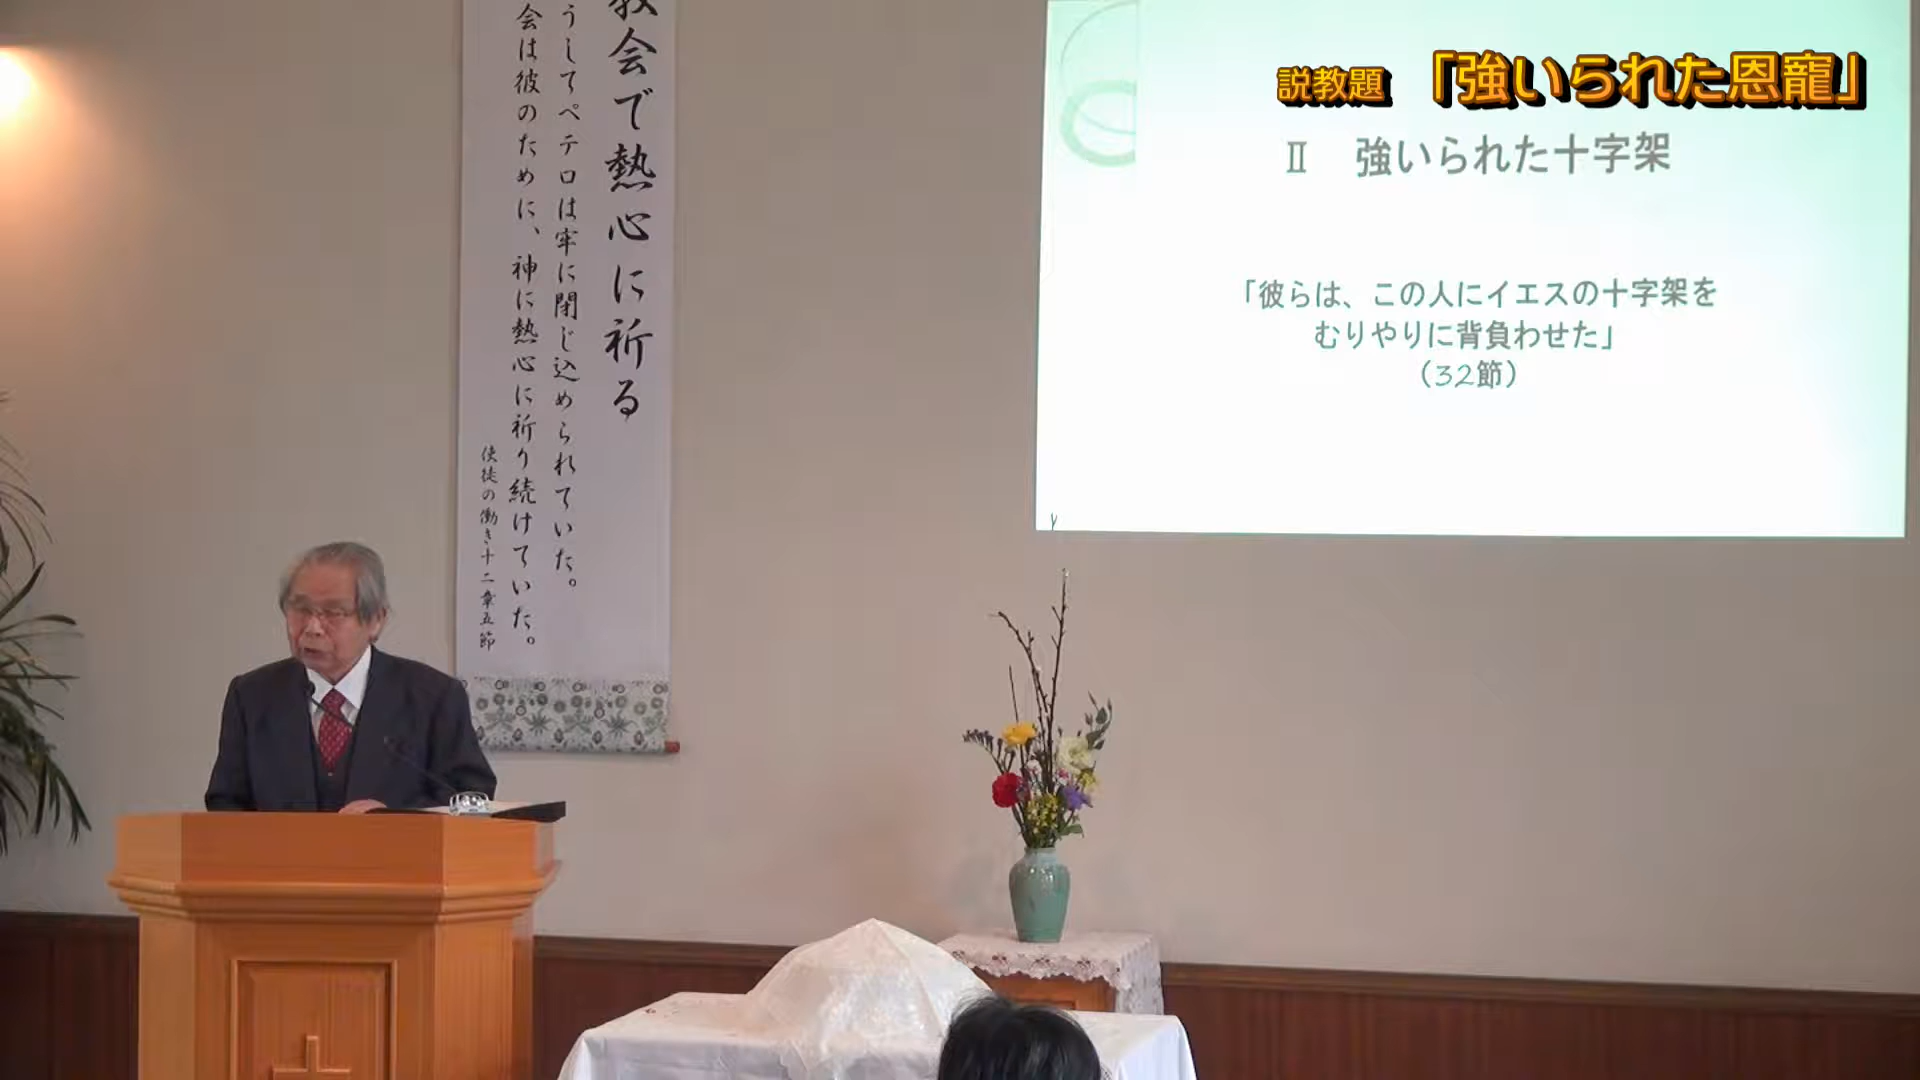 教会で熱心に祈る
うしてペテロは牢に閉じ込められていた。
会は彼のために、神に熱心に祈り続けていた。
使徒の働き十二章五節
説教題 「強いられた恩寵」
Ⅱ 強いられた十字架
「彼らは、この人にイエスの十字架を
むりやりに背負わせた」
（32節）